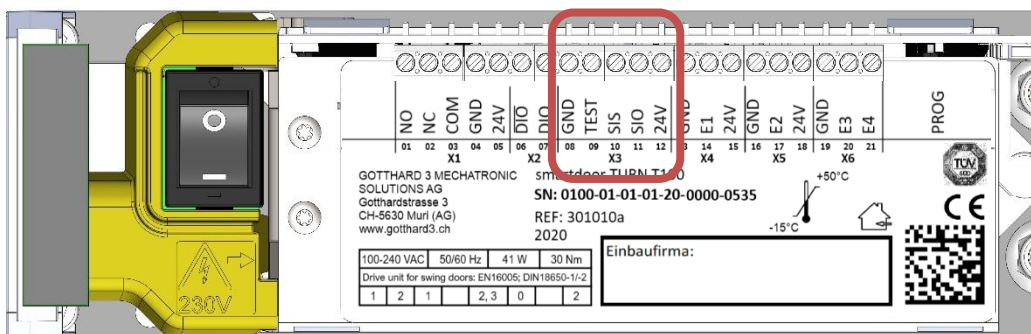 NO NC COM GND 24V DIO DIO GND TEST SIS SIO 24V GND E1 24V GND E2 24V GND E3 E4 PROG
01 02 03 04 05 06 07 08 09 10 11 12 13 14 15 16 17 18 19 20 21
X1 X2 X3 X4 X5 X6
GOTTHARD 3 MECHATRONIC
SOLUTIONS AG
Gotthardstrasse 3
CH-5630 Muri (AG)
www.gotthard3.ch
SN: 0100-01-01-01-20-0000-0535
REF: 301010a
2020
+50°C
-15°C
TÜV
SÜD
CE
100-240 VAC 50/60 Hz 41 W 30 Nm
Drive unit for swing doors: EN16005; DIN18650-1/-2
1 2 1 2, 3 0 2
Einbaufirma:
230V